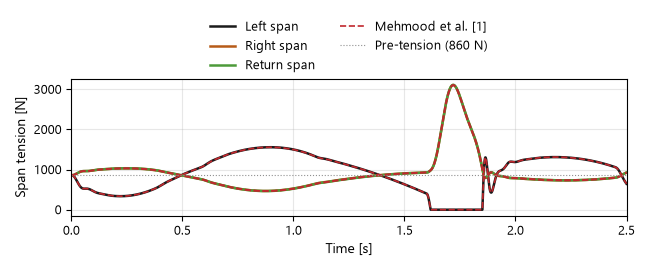 Left span
Right span
Return span
Mehmood et al. [1]
Pre-tension (860 N)
Span tension [N]
3000
2000
1000
0
0.0 0.5 1.0 1.5 2.0 2.5
Time [s]